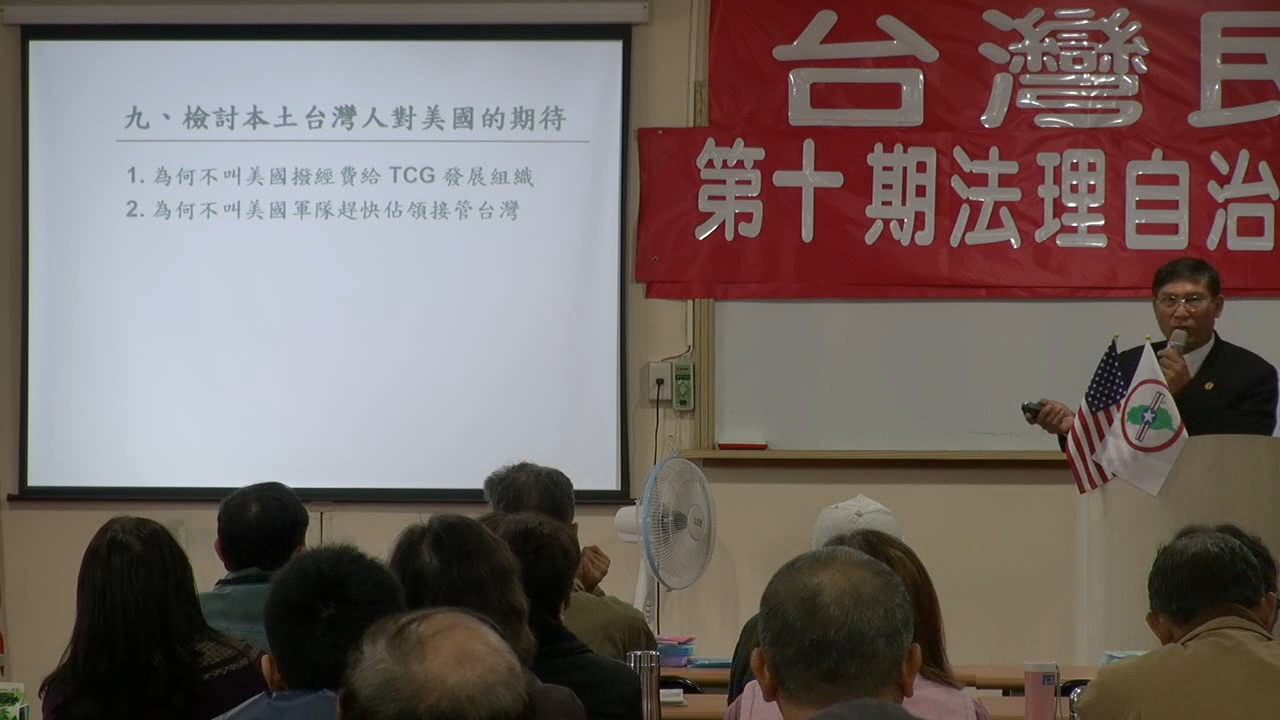 九、檢討本土台灣人對美國的期待
1. 為何不叫美國撥經費給 TCG 發展組織
2. 為何不叫美國軍隊趕快佔領接管台灣
台灣民
第十期法理自治